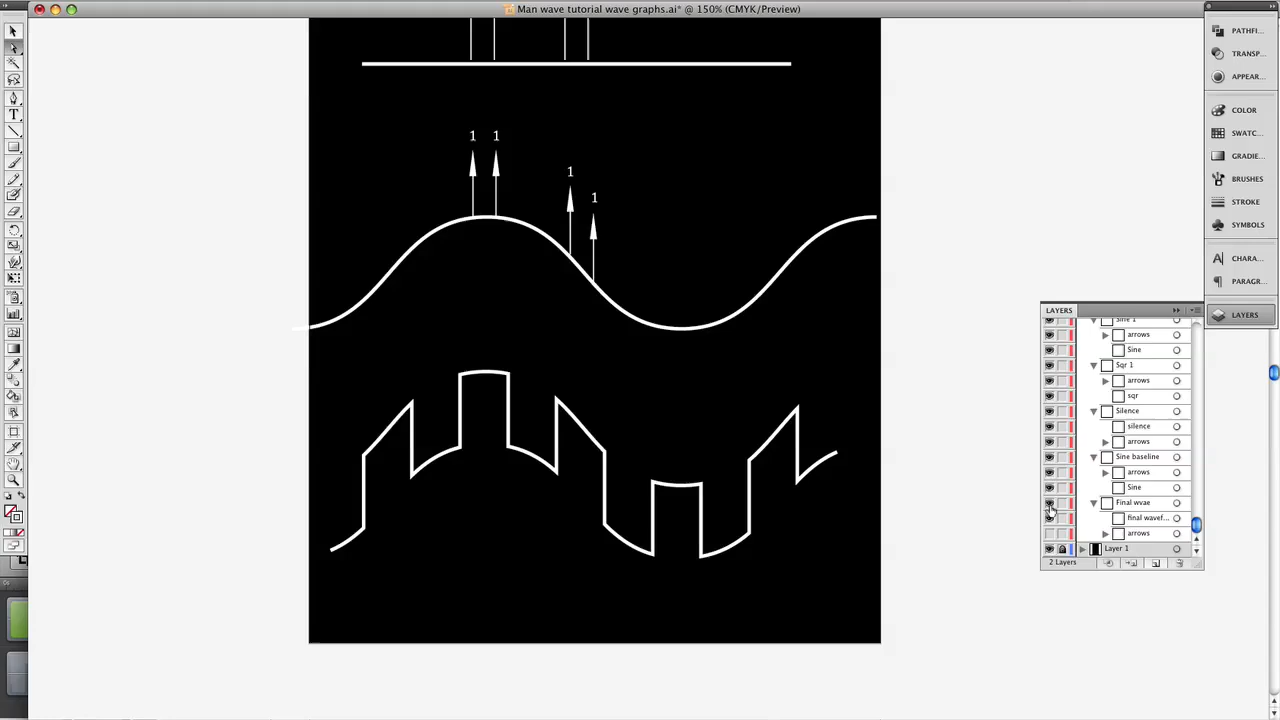 Man wave tutorial wave graphs.ai* @ 150% (CMYK/Preview)
PATHFI...
TRANSP...
APPEAR...
COLOR
SWATC...
GRADIE...
BRUSHES
STROKE
SYMBOLS
CHARA...
PARAGR...
LAYERS
1 1
1
1
LAYERS
Sine 1
arrows
Sine
Sqr 1
arrows
sqr
Silence
silence
arrows
Sine baseline
arrows
Sine
Final wvae
final wavef...
arrows
Layer 1
2 Layers